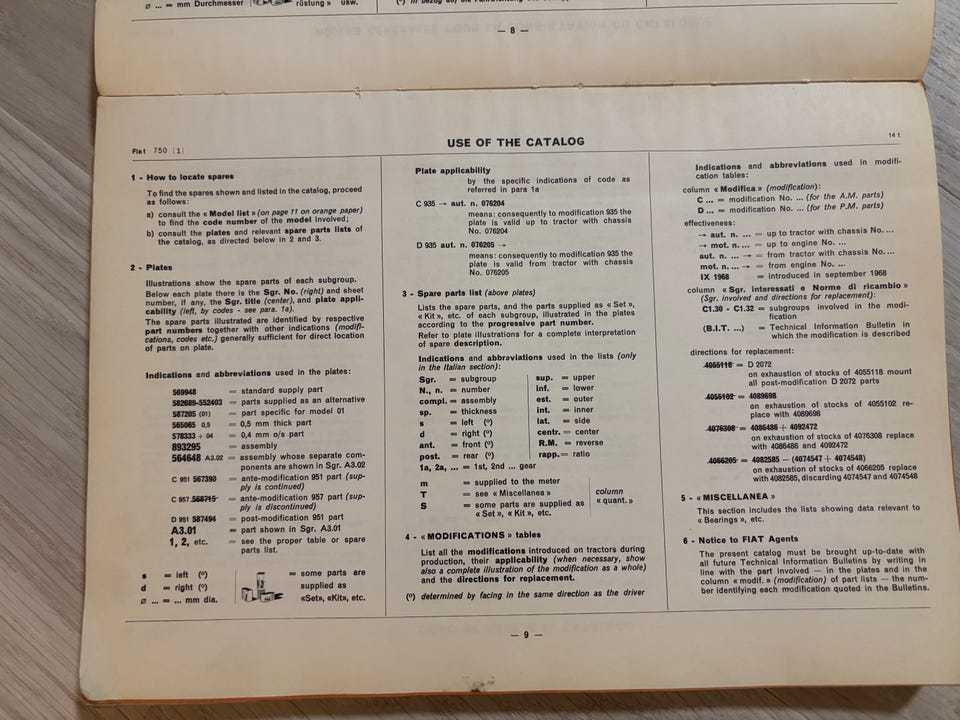 ø ... = mm Durchmesser
rüstung » usw.
— 8 —
Fiat 750 (1)
USE OF THE CATALOG
14 1
1 - How to locate spares
To find the spares shown and listed in the catalog, proceed
as follows:
a) consult the « Model list » (on page 11 on orange paper)
to find the code number of the model involved;
b) consult the plates and relevant spare parts lists of
the catalog, as directed below in 2 and 3.
2 - Plates
Illustrations show the spare parts of each subgroup.
Below each plate there is the Sgr. No. (right) and sheet
number, if any, the Sgr. title (center), and plate appli-
cability (left, by codes - see para. 1a).
The spare parts illustrated are identified by respective
part numbers together with other indications (modifi-
cations, codes etc.) generally sufficient for direct location
of parts on plate.
Indications and abbreviations used in the plates:
569948 = standard supply part
582689-552403 = parts supplied as an alternative
587205 (01) = part specific for model 01
565065 0,5 = 0,5 mm thick part
578333 + 04 = 0,4 mm o/s part
893295 = assembly
564648 A3.02 = assembly whose separate com-
ponents are shown in Sgr. A3.02
C 951 567390 = ante-modification 951 part (sup-
ply is continued)
C 957 568715 = ante-modification 957 part (sup-
ply is discontinued)
D 951 587494 = post-modification 951 part
A3.01 = part shown in Sgr. A3.01
1, 2, etc. = see the proper table or spare
parts list.
s = left (º)
d = right (º)
ø ... = ... mm dia.
= some parts are
supplied as
«Set», «Kit», etc.
Plate applicability
by the specific indications of code as
referred in para 1a
C 935 → aut. n. 076204
means: consequently to modification 935 the
plate is valid up to tractor with chassis
No. 076204
D 935 aut. n. 076205 →
means: consequently to modification 935 the
plate is valid from tractor with chassis
No. 076205
3 - Spare parts list (above plates)
Lists the spare parts, and the parts supplied as « Set »,
« Kit », etc. of each subgroup, illustrated in the plates
according to the progressive part number.
Refer to plate illustrations for a complete interpretation
of spare description.
Indications and abbreviations used in the lists (only
in the Italian section):
Sgr. = subgroup
N., n. = number
compl. = assembly
sp. = thickness
s = left (º)
d = right (º)
ant. = front (º)
post. = rear (º)
1a, 2a, ... = 1st, 2nd ... gear
sup. = upper
inf. = lower
est. = outer
int. = inner
lat. = side
centr. = center
R.M. = reverse
rapp. = ratio
m = supplied to the meter
T = see « Miscellanea »
S = some parts are supplied as
« Set », « Kit », etc.
column
« quant. »
4 - «MODIFICATIONS» tables
List all the modifications introduced on tractors during
production, their applicability (when necessary, show
also a complete illustration of the modification as a whole)
and the directions for replacement.
(º) determined by facing in the same direction as the driver
Indications and abbreviations used in modifi-
cation tables:
column « Modifica » (modification):
C ... = modification No. ... (for the A.M. parts)
D ... = modification No. ... (for the P.M. parts)
effectiveness:
→ aut. n. ... = up to tractor with chassis No....
→ mot. n. ... = up to engine No. ...
aut. n. ... → = from tractor with chassis No....
mot. n. ... → = from engine No. ...
IX 1968 = introduced in september 1968
column « Sgr. interessati e Norme di ricambio »
(Sgr. involved and directions for replacement):
C1.30 - C1.32 = subgroups involved in the modi-
fication
(B.I.T. ...) = Technical Information Bulletin in
which the modification is described
directions for replacement:
4055118 = D 2072
on exhaustion of stocks of 4055118 mount
all post-modification D 2072 parts
4055102 = 4089698
on exhaustion of stocks of 4055102 re-
place with 4089698
4076308 = 4086486 + 4092472
on exhaustion of stocks of 4076308 replace
with 4086486 and 4092472
4066205 = 4082585 — (4074547 + 4074548)
on exhaustion of stocks of 4066205 replace
with 4082585, discarding 4074547 and 4074548
5 - «MISCELLANEA»
This section includes the lists showing data relevant to
« Bearings », etc.
6 - Notice to FIAT Agents
The present catalog must be brought up-to-date with
all future Technical Information Bulletins by writing in
line with the part involved — in the plates and in the
column « modif. » (modification) of part lists — the num-
ber identifying each modification quoted in the Bulletins.
— 9 —